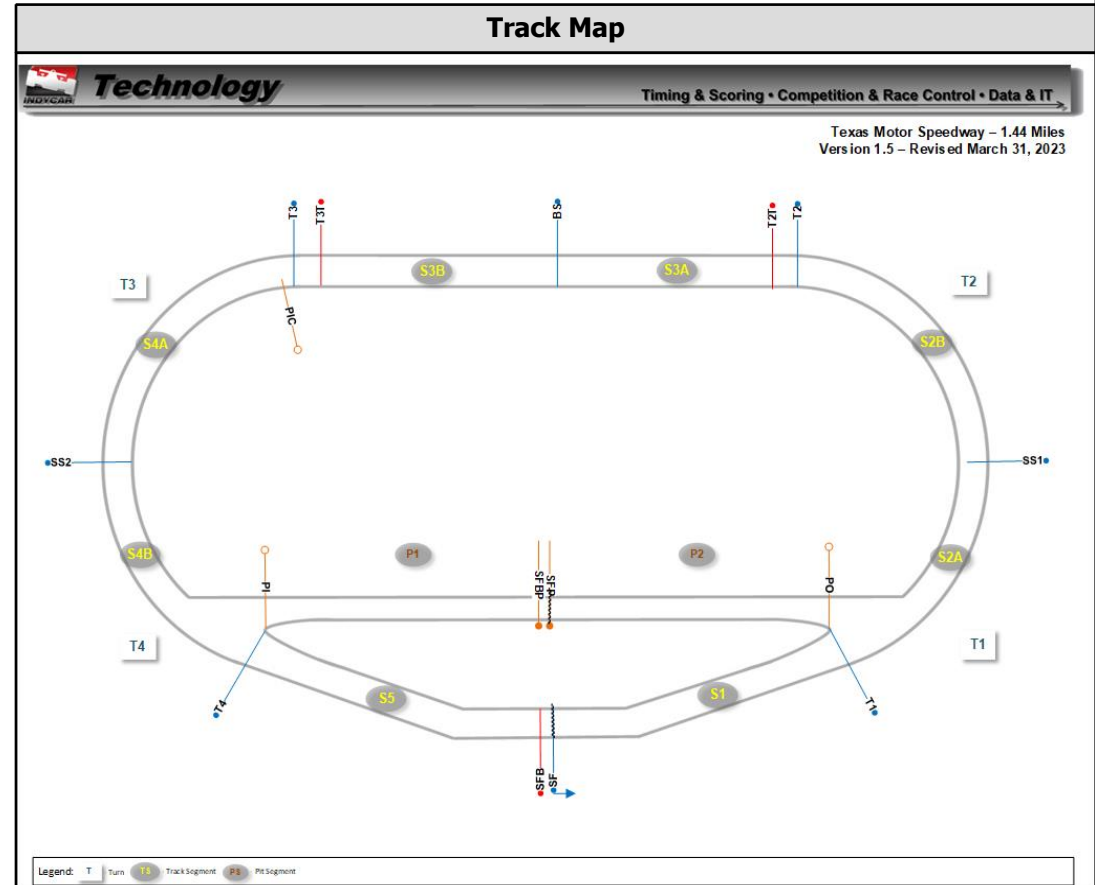 Track Map
INDYCAR Technology
Timing & Scoring • Competition & Race Control • Data & IT
Texas Motor Speedway – 1.44 Miles
Version 1.5 – Revised March 31, 2023
T3 T3T BS T2T T2
S3B S3A
T3 T2
PIC
S4A S2B
SS2 SS1
S4B P1 P2 S2A
PI SFBP SFP PO
T4 T1
S5 S1
T4 T1
SFB SF
Legend: T Turn TS Track Segment PS Pit Segment